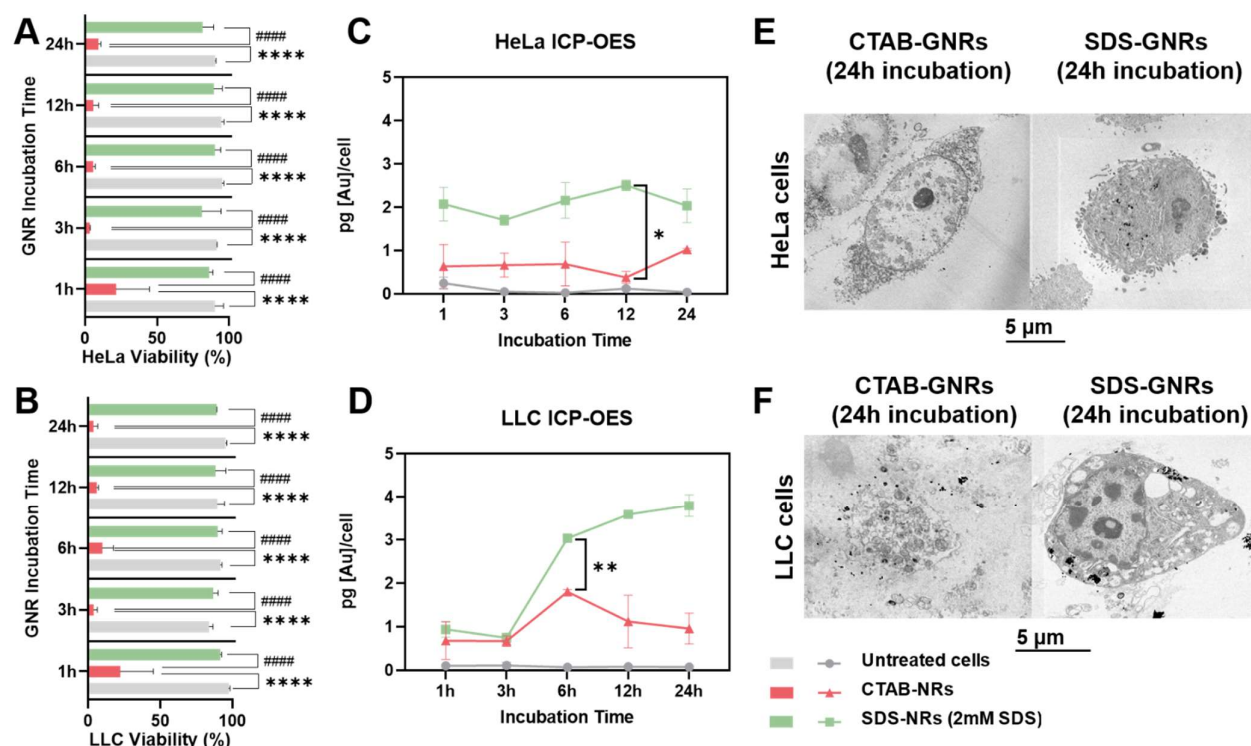 A
GNR Incubation Time
24h
####
****
12h
####
****
6h
####
****
3h
####
****
1h
####
****
0
50
100
HeLa Viability (%)
B
GNR Incubation Time
24h
####
****
12h
####
****
6h
####
****
3h
####
****
1h
####
****
0
50
100
LLC Viability (%)
C
HeLa ICP-OES
pg [Au]/cell
5
4
3
2
1
0
*
1
3
6
12
24
Incubation Time
D
LLC ICP-OES
pg [Au]/cell
5
4
3
2
1
0
**
1h
3h
6h
12h
24h
Incubation Time
E
CTAB-GNRs
(24h incubation)
SDS-GNRs
(24h incubation)
HeLa cells
5 µm
F
CTAB-GNRs
(24h incubation)
SDS-GNRs
(24h incubation)
LLC cells
5 µm
Untreated cells
CTAB-NRs
SDS-NRs (2mM SDS)